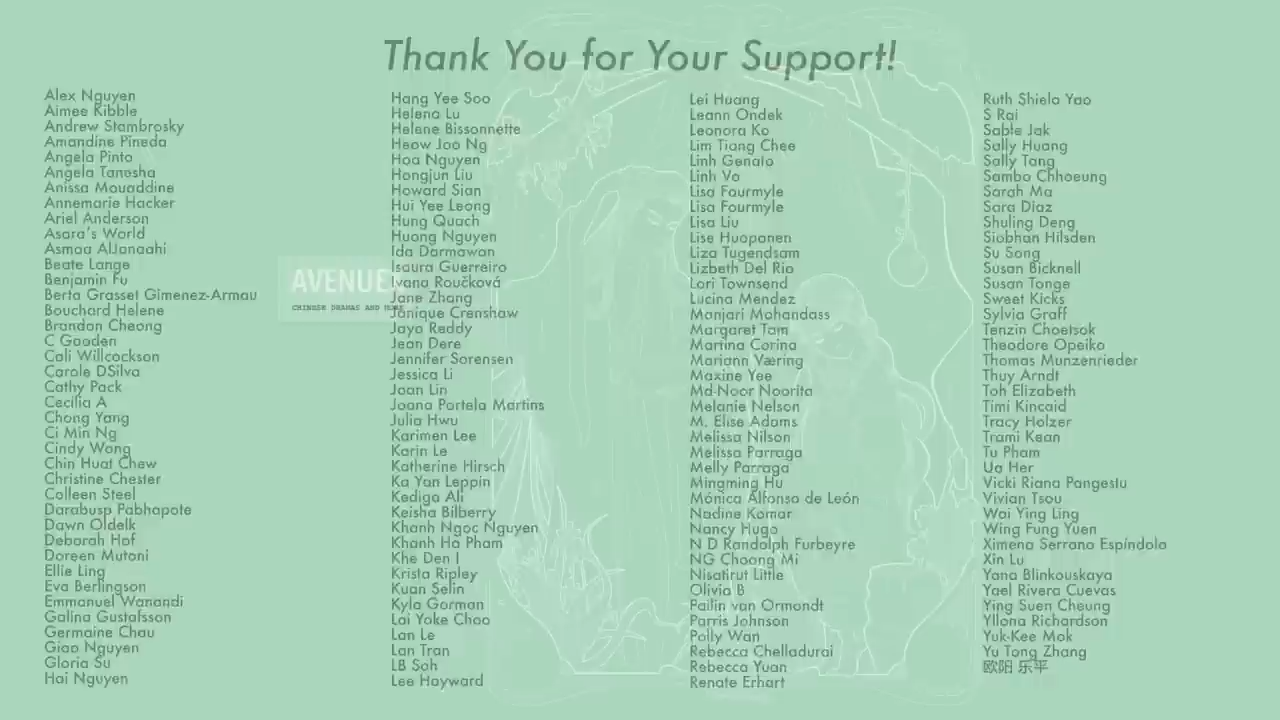 Thank You for Your Support!
Alex Nguyen
Aimee Kibble
Andrew Stambrosky
Amandine Pineda
Angela Pinto
Angela Tanosha
Anissa Mouaddine
Annemarie Hacker
Ariel Anderson
Asara's World
Asmaa AlJanaahi
Beate Lange
Benjamin Fu
Berta Grasset Gimenez-Arnau
Bouchard Helene
Brandon Cheong
C Gooden
Cali Willcockson
Carole DSilva
Cathy Pack
Cecilia A
Chong Yang
Ci Min Ng
Cindy Wong
Chin Huat Chew
Christine Chester
Colleen Steel
Darabusp Pabhapote
Dawn Oldelk
Deborah Hof
Doreen Mutoni
Ellie Ling
Eva Berlingson
Emmanuel Wanandi
Galina Gustafsson
Germaine Chau
Giao Nguyen
Gloria Su
Hai Nguyen
AVENUE
CHINESE DRAMAS AND MORE
Hang Yee Soo
Helena Lu
Helene Bissonnette
Heow Joo Ng
Hoa Nguyen
Hongjun Liu
Howard Sian
Hui Yee Leong
Hung Quach
Huong Nguyen
Ida Darmawan
Isaura Guerreiro
Ivana Roučková
Jane Zhang
Janique Crenshaw
Jaya Reddy
Jean Dere
Jennifer Sorensen
Jessica Li
Joan Lin
Joana Portela Martins
Julia Hwu
Karimen Lee
Karin Le
Katherine Hirsch
Ka Yan Leppin
Kediga Ali
Keisha Bilberry
Khanh Ngoc Nguyen
Khanh Ha Pham
Khe Den I
Krista Ripley
Kuan Selin
Kyla Gorman
Lai Yoke Choo
Lan Le
Lan Tran
LB Soh
Lee Hayward
Lei Huang
Leann Ondek
Leonora Ko
Lim Tiang Chee
Linh Genato
Linh Vo
Lisa Fourmyle
Lisa Fourmyle
Lisa Liu
Lise Huopanen
Liza Tugendsam
Lizbeth Del Rio
Lori Townsend
Lucina Mendez
Manjari Mohandass
Margaret Tam
Martina Corina
Mariann Væring
Maxine Yee
Md-Noor Noorita
Melanie Nelson
M. Elise Adams
Melissa Nilson
Melissa Parraga
Melly Parraga
Mingming Hu
Mónica Alfonso de León
Nadine Komar
Nancy Hugo
N D Randolph Furbeyre
NG Choong Mi
Nisatirut Little
Olivia B
Pailin van Ormondt
Parris Johnson
Polly Wan
Rebecca Chelladurai
Rebecca Yuan
Renate Erhart
Ruth Shiela Yao
S Rai
Sable Jak
Sally Huang
Sally Tang
Sambo Chhoeung
Sarah Ma
Sara Diaz
Shuling Deng
Siobhan Hilsden
Su Song
Susan Bicknell
Susan Tonge
Sweet Kicks
Sylvia Graff
Tenzin Choetsok
Theodore Opeiko
Thomas Munzenrieder
Thuy Arndt
Toh Elizabeth
Timi Kincaid
Tracy Holzer
Trami Kean
Tu Pham
Ua Her
Vicki Riana Pangestu
Vivian Tsou
Wai Ying Ling
Wing Fung Yuen
Ximena Serrano Espíndola
Xin Lu
Yana Blinkouskaya
Yael Rivera Cuevas
Ying Suen Cheung
Yllona Richardson
Yuk-Kee Mok
Yu Tong Zhang
欧阳 乐平